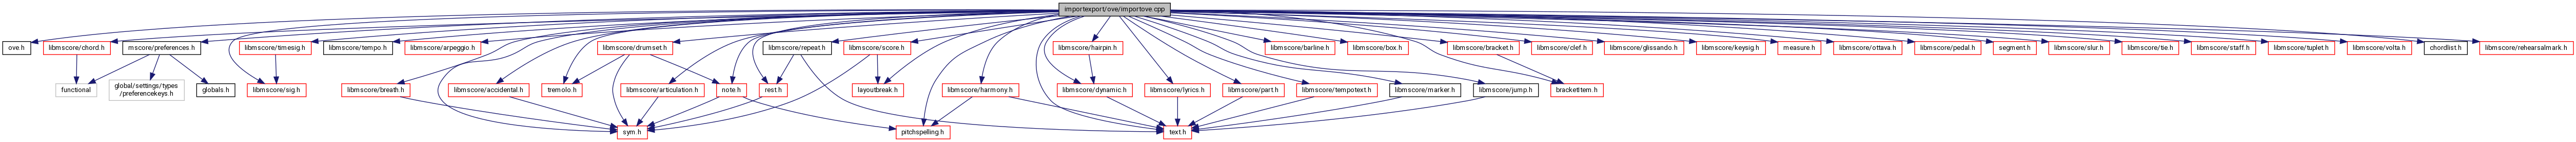 importexport/ove/importove.cpp
ove.h
libmscore/chord.h
mscore/preferences.h
libmscore/timesig.h
libmscore/tempo.h
libmscore/arpeggio.h
libmscore/drumset.h
libmscore/repeat.h
libmscore/score.h
libmscore/hairpin.h
libmscore/barline.h
libmscore/box.h
libmscore/bracket.h
libmscore/clef.h
libmscore/glissando.h
libmscore/keysig.h
measure.h
libmscore/ottava.h
libmscore/pedal.h
segment.h
libmscore/slur.h
libmscore/tie.h
libmscore/staff.h
libmscore/tuplet.h
libmscore/volta.h
chordlist.h
libmscore/rehearsalmark.h
functional
global/settings/types
/preferencekeys.h
globals.h
libmscore/sig.h
libmscore/breath.h
libmscore/accidental.h
tremolo.h
libmscore/articulation.h
note.h
rest.h
layoutbreak.h
libmscore/harmony.h
libmscore/dynamic.h
libmscore/lyrics.h
libmscore/part.h
libmscore/tempotext.h
libmscore/marker.h
libmscore/jump.h
bracketItem.h
sym.h
pitchspelling.h
text.h